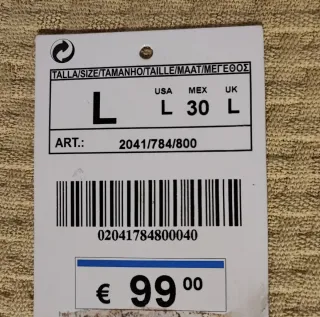 TALLA/SIZE/TAMANHO/TAILLE/MAAT/ΜΕΓΕΘΟΣ
USA MEX UK
L L 30 L
ART.: 2041/784/800
02041784800040
€ 99 00